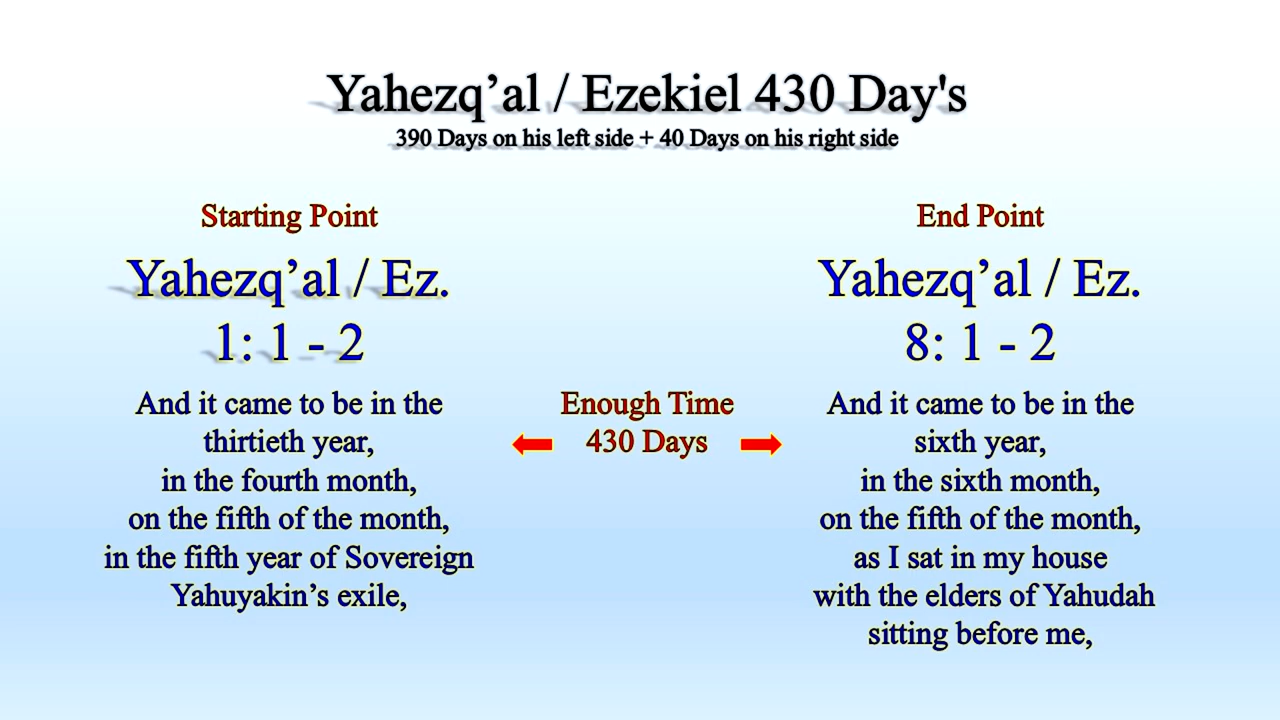 Yahezq’al / Ezekiel 430 Day's
390 Days on his left side + 40 Days on his right side
Starting Point
Yahezq’al / Ez.
1: 1 - 2
And it came to be in the
thirtieth year,
in the fourth month,
on the fifth of the month,
in the fifth year of Sovereign
Yahuyakin’s exile,
Enough Time
430 Days
End Point
Yahezq’al / Ez.
8: 1 - 2
And it came to be in the
sixth year,
in the sixth month,
on the fifth of the month,
as I sat in my house
with the elders of Yahudah
sitting before me,